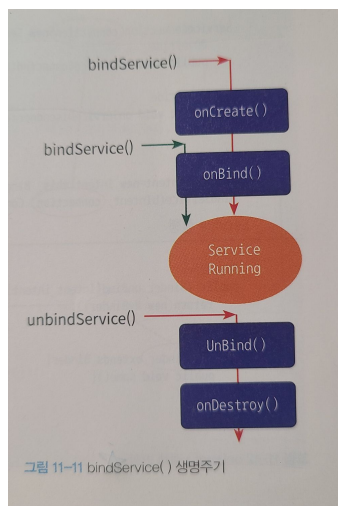 bindService()
onCreate()
bindService()
onBind()
Service
Running
unbindService()
UnBind()
onDestroy()
그림 11-11 bindService( ) 생명주기